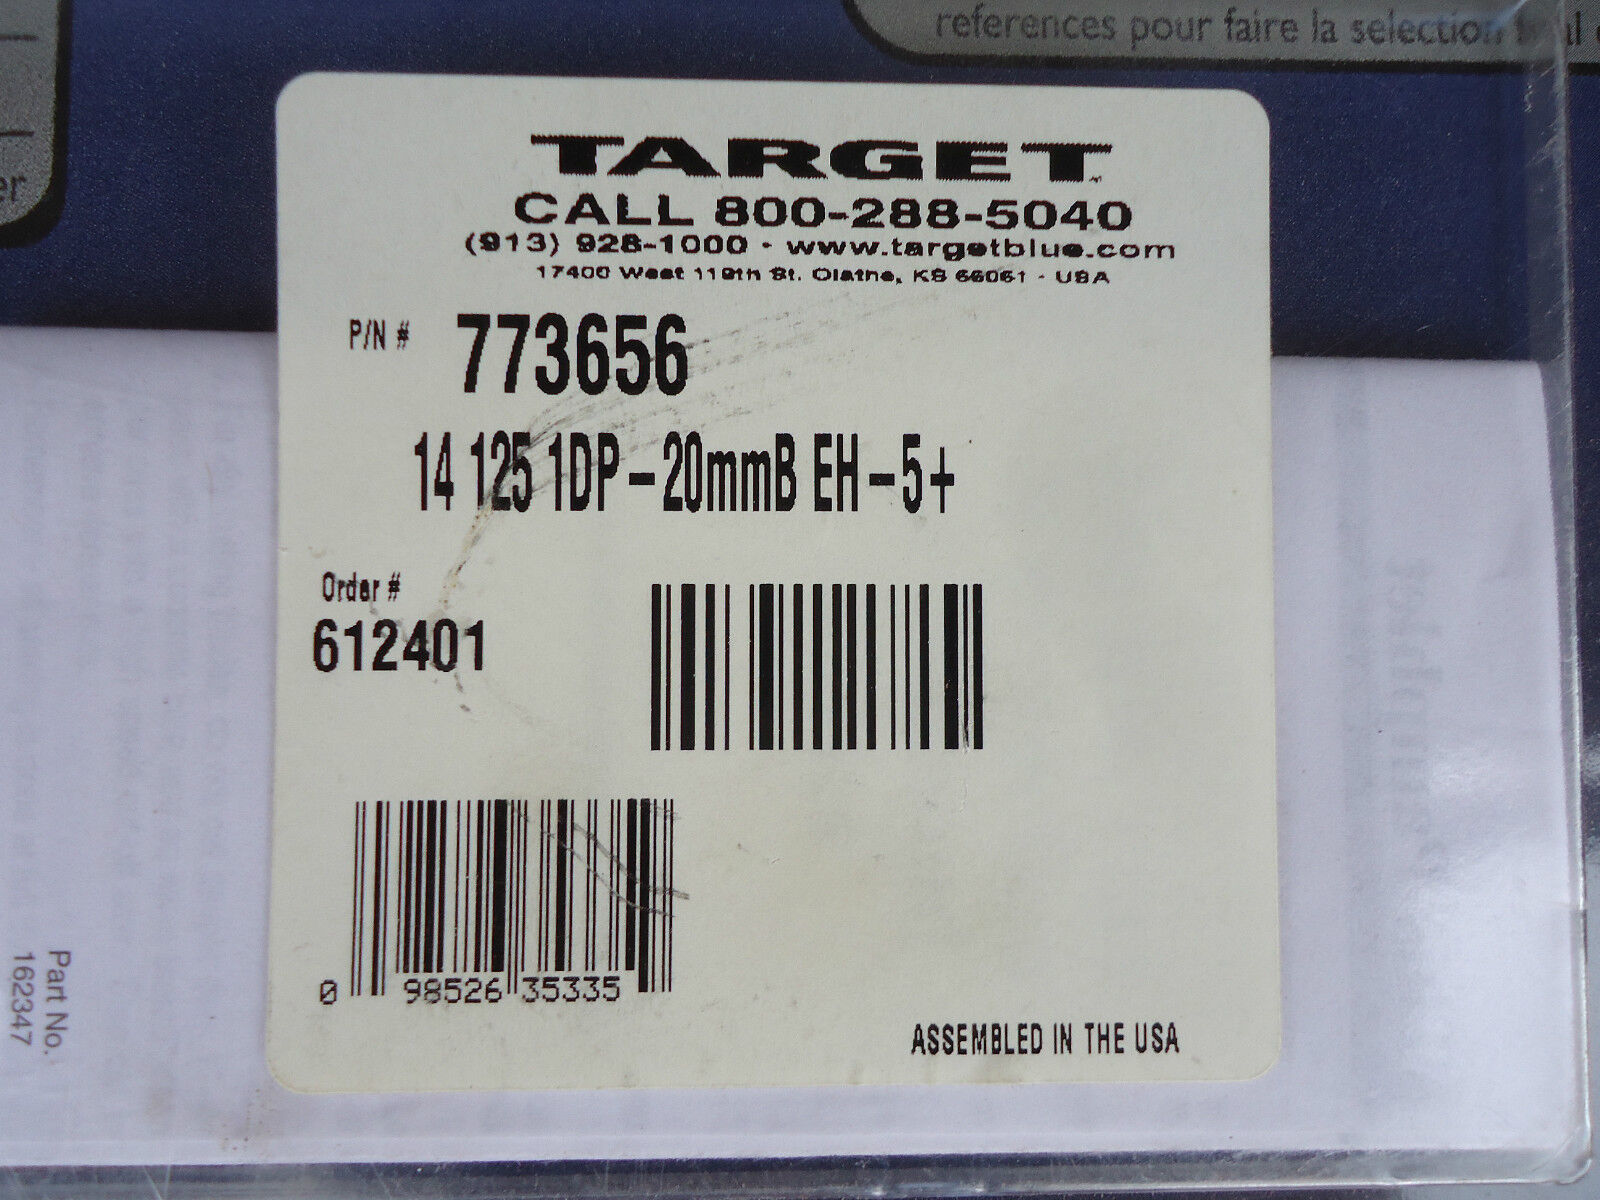 references pour faire la selection
er
TARGET
CALL 800-288-5040
(913) 928-1000 · www.targetblue.com
17400 West 119th St. Olathe, KS 66061 - USA
P/N # 773656
14 125 1DP-20mmB EH-5+
Order #
612401
0 98526 35335
ASSEMBLED IN THE USA
Part No.
162347